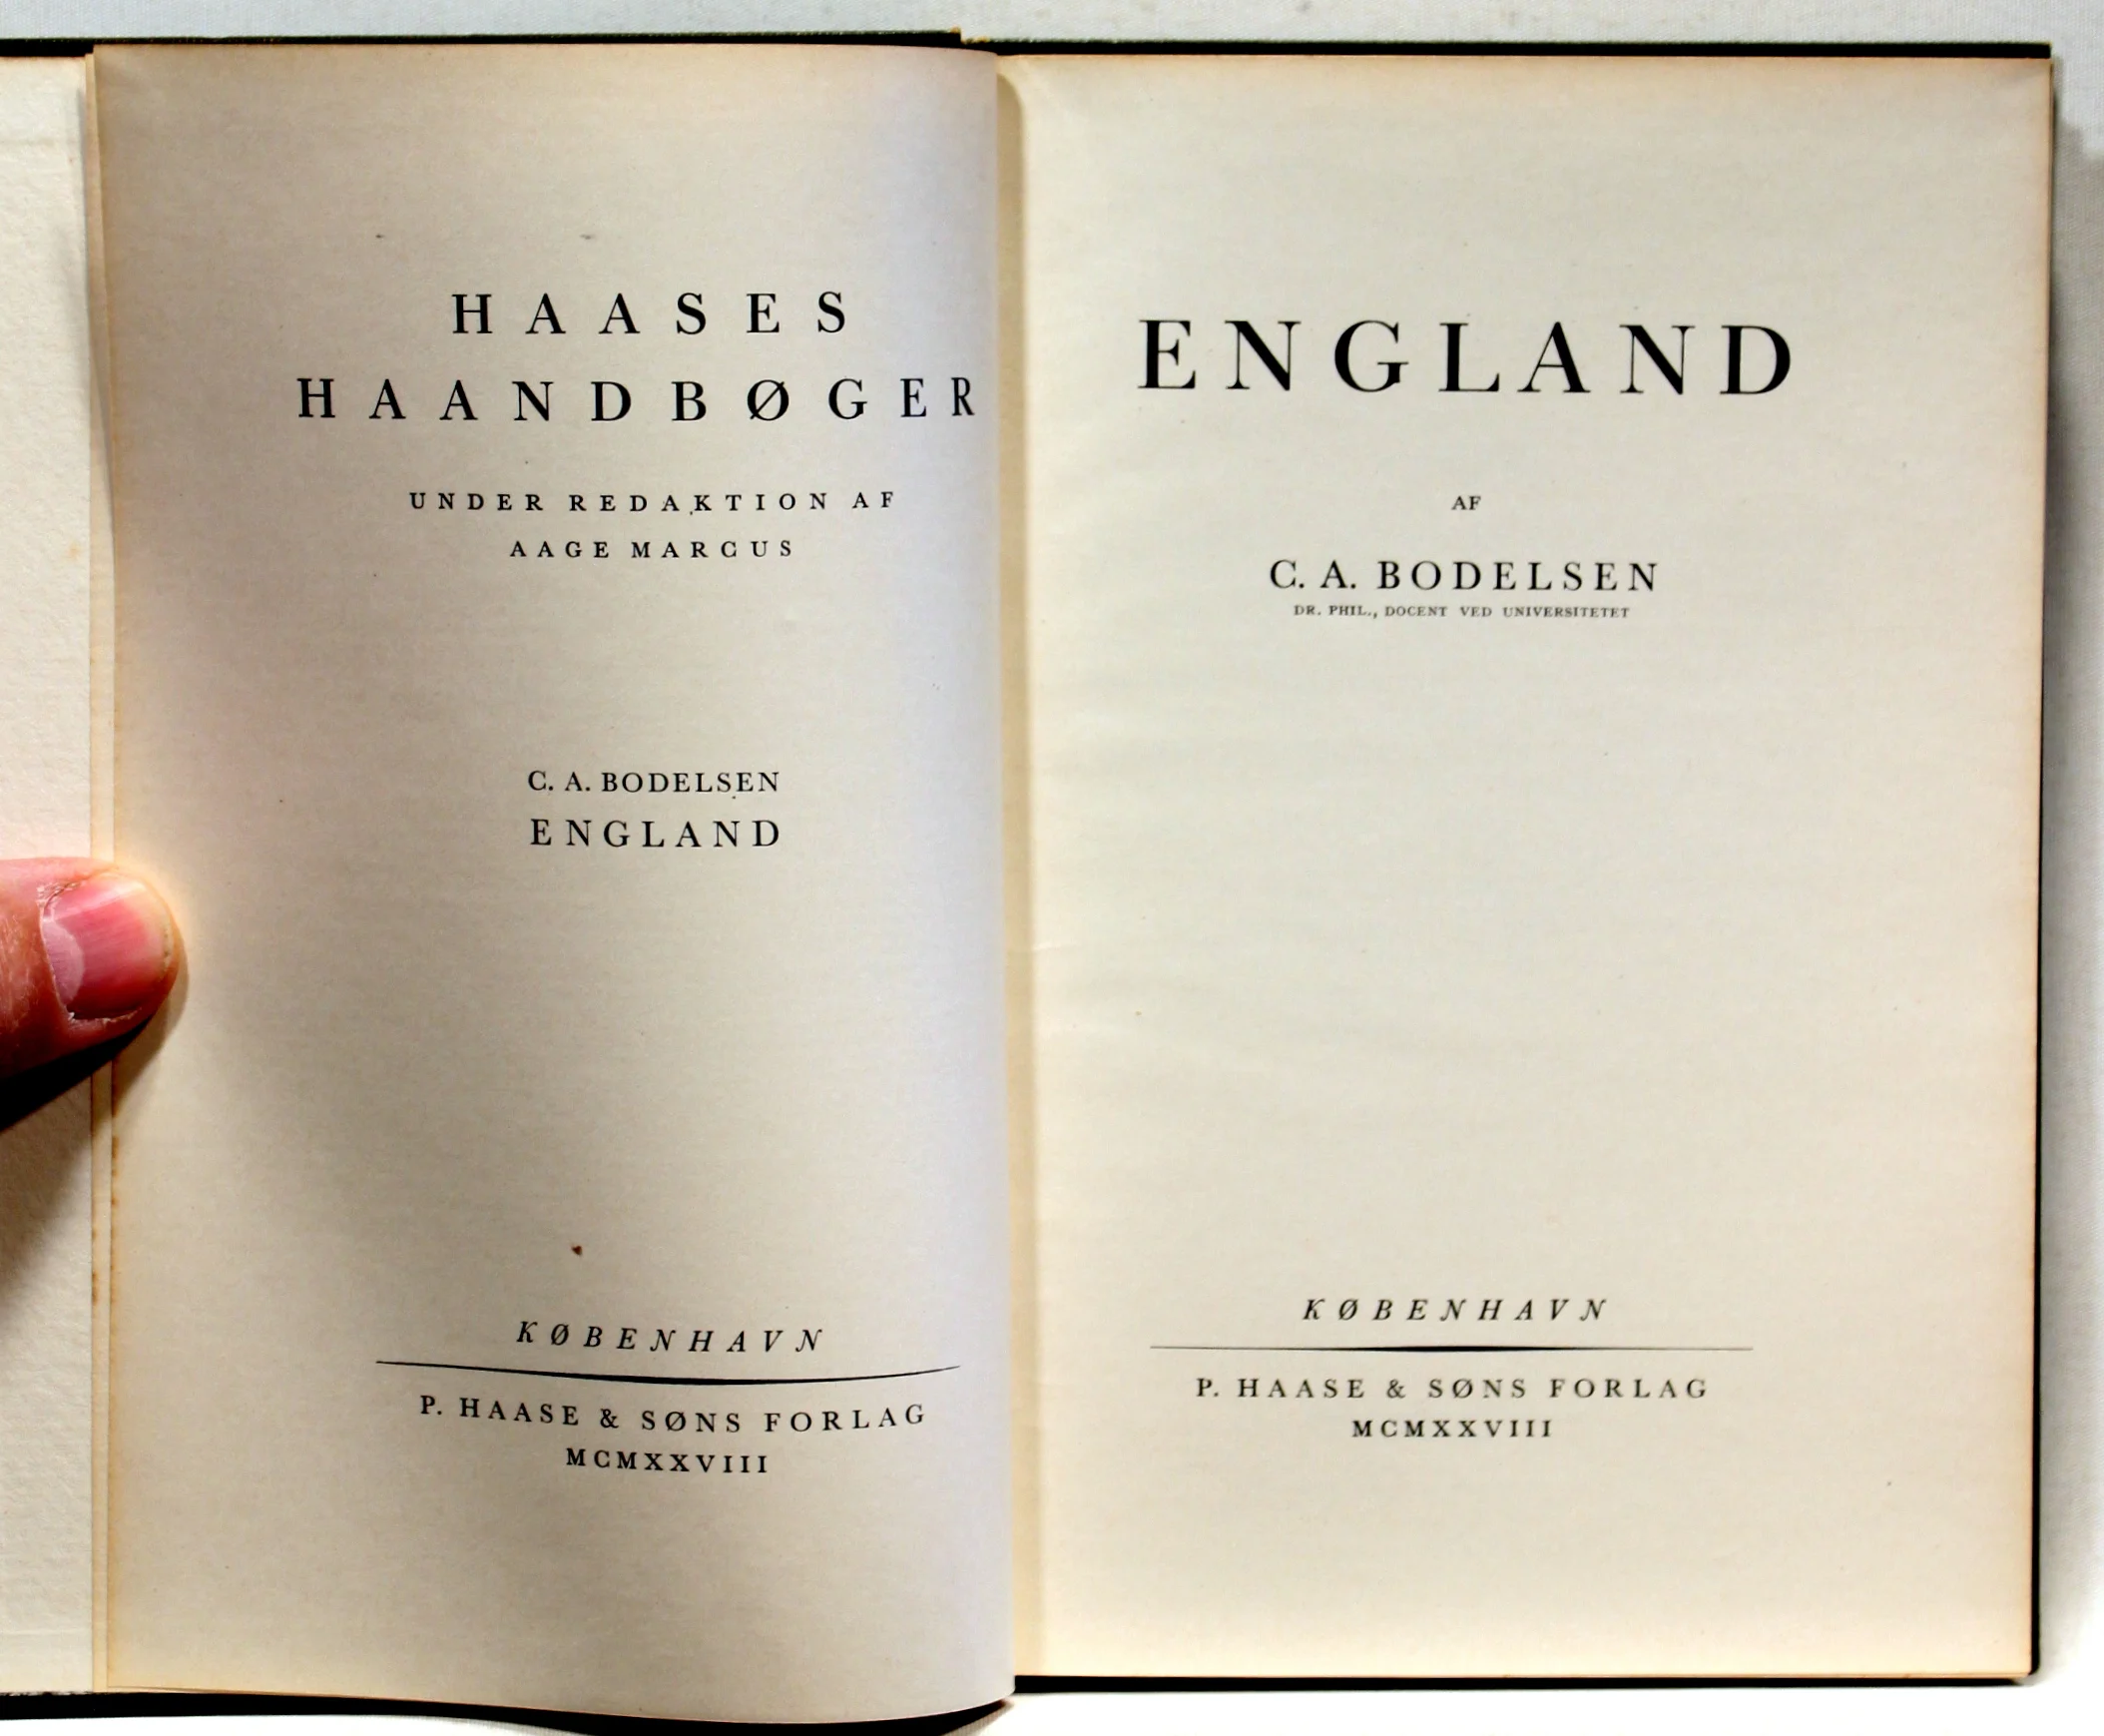 HAASES
HAANDBØGER
UNDER REDAKTION AF
AAGE MARCUS
C. A. BODELSEN
ENGLAND
KØBENHAVN
P. HAASE & SØNS FORLAG
MCMXXVIII
ENGLAND
AF
C. A. BODELSEN
DR. PHIL., DOCENT VED UNIVERSITETET
KØBENHAVN
P. HAASE & SØNS FORLAG
MCMXXVIII